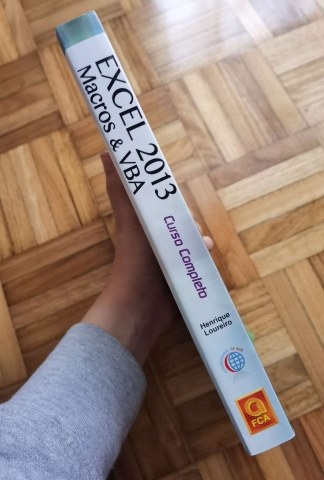 EXCEL 2013
Macros & VBA
Curso Completo
Henrique
Loureiro
FCA